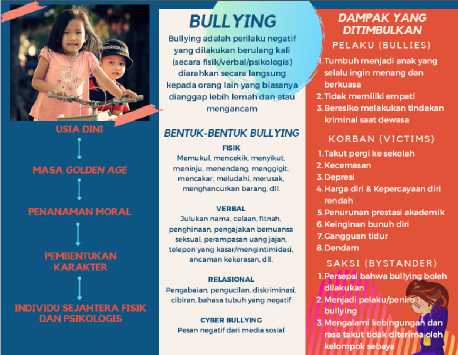 USIA DINI
MASA GOLDEN AGE
PENANAMAN MORAL
PEMBENTUKAN
KARAKTER
INDIVIDU SEJAHTERA FISIK
DAN PSIKOLOGIS
BULLYING
Bullying adalah perilaku negatif
yang dilakukan berulang kali
(secara fisik/verbal/psikologis)
diarahkan secara langsung
kepada orang lain yang biasanya
dianggap lebih lemah dan atau
mengancam
BENTUK-BENTUK BULLYING
FISIK
Memukul, mencekik, menyikut,
meninju, menendang, menggigit,
mencakar, meludahi, merusak,
menghancurkan barang, dll.
VERBAL
Julukan nama, celaan, fitnah,
penghinaan, pengajakan bernuansa
seksual, perampasan uang jajan,
telepon yang kasar/mengintimidasi,
ancaman kekerasan, dll.
RELASIONAL
Pengabaian, pengucilan, diskriminasi,
cibiran, bahasa tubuh yang negatif
CYBER BULLYING
Pesan negatif dari media sosial
DAMPAK YANG
DITIMBULKAN
PELAKU (BULLIES)
1. Tumbuh menjadi anak yang
selalu ingin menang dan
berkuasa
2. Tidak memiliki empati
3. Beresiko melakukan tindakan
kriminal saat dewasa
KORBAN (VICTIMS)
1. Takut pergi ke sekolah
2. Kecemasan
3. Depresi
4. Harga diri & Kepercayaan diri
rendah
5. Penurunan prestasi akademik
6. Keinginan bunuh diri
7. Gangguan tidur
8. Dendam
SAKSI (BYSTANDER)
1. Persepsi bahwa bullying boleh
dilakukan
2. Menjadi pelaku/peniru
bullying
3. Mengalami kebingungan dan
rasa takut tidak diterima oleh
kelompok sebaya